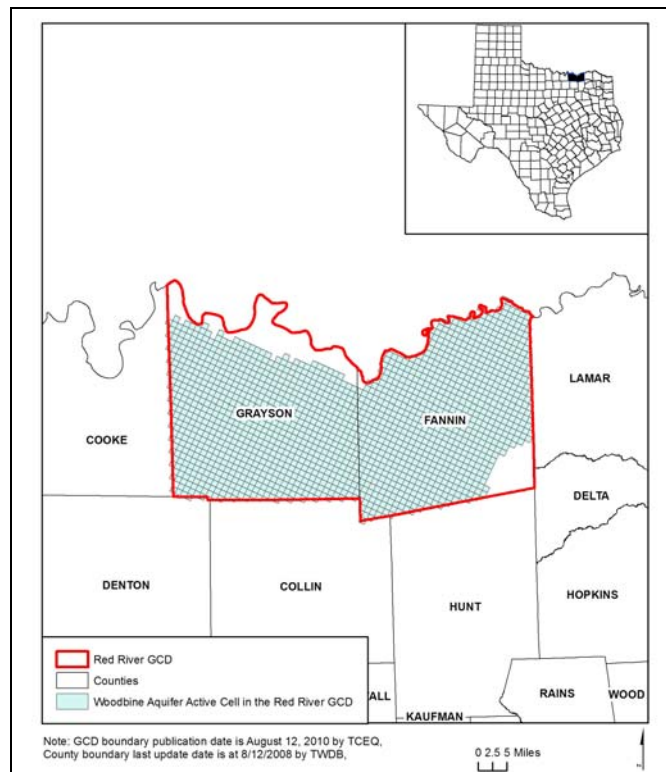 LAMAR
GRAYSON
FANNIN
COOKE
DELTA
DENTON
COLLIN
HUNT
HOPKINS
Red River GCD
Counties
Woodbine Aquifer Active Cell in the Red River GCD
ALL
RAINS
WOOD
KAUFMAN
Note: GCD boundary publication date is August 12, 2010 by TCEQ,
County boundary last update date is at 8/12/2008 by TWDB,
0 2.5 5 Miles